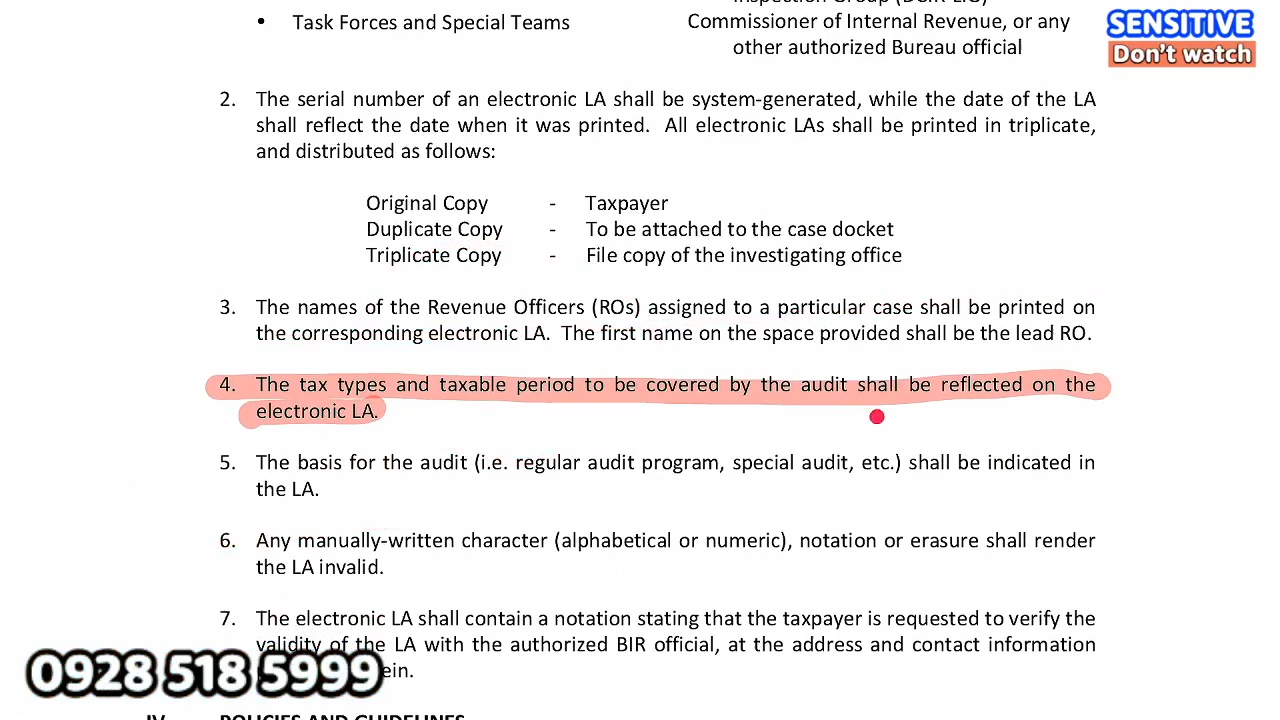 Inspection Group (DCIR-LIG)
• Task Forces and Special Teams
Commissioner of Internal Revenue, or any
other authorized Bureau official
SENSITIVE
Don't watch
2. The serial number of an electronic LA shall be system-generated, while the date of the LA
shall reflect the date when it was printed. All electronic LAs shall be printed in triplicate,
and distributed as follows:
Original Copy - Taxpayer
Duplicate Copy - To be attached to the case docket
Triplicate Copy - File copy of the investigating office
3. The names of the Revenue Officers (ROs) assigned to a particular case shall be printed on
the corresponding electronic LA. The first name on the space provided shall be the lead RO.
4. The tax types and taxable period to be covered by the audit shall be reflected on the
electronic LA.
5. The basis for the audit (i.e. regular audit program, special audit, etc.) shall be indicated in
the LA.
6. Any manually-written character (alphabetical or numeric), notation or erasure shall render
the LA invalid.
7. The electronic LA shall contain a notation stating that the taxpayer is requested to verify the
validity of the LA with the authorized BIR official, at the address and contact information
ein.
0928 518 5999
IV. POLICIES AND GUIDELINES